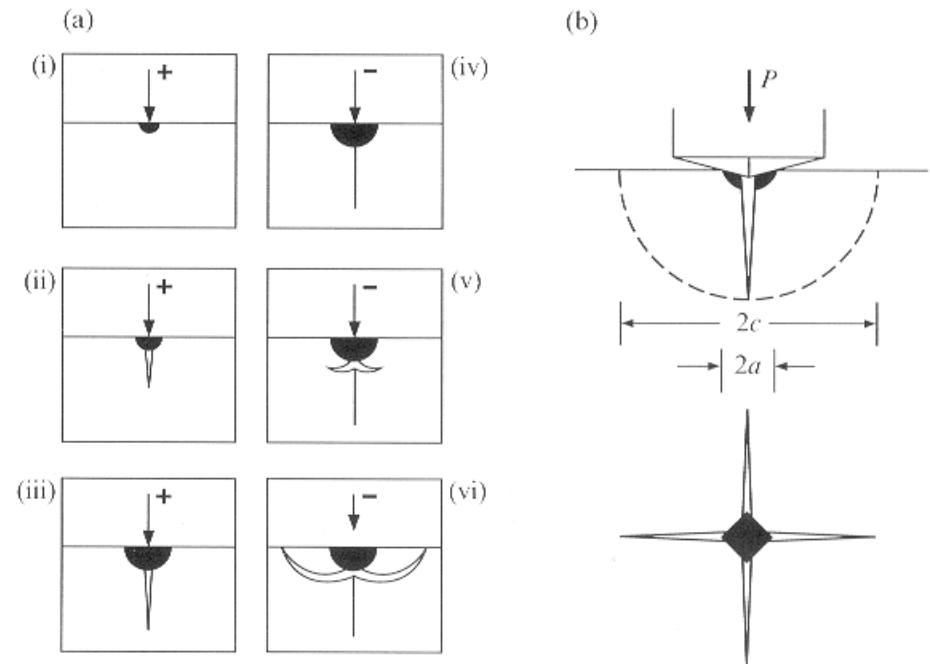 (a)
(i)
+
(ii)
+
(iii)
+
(iv)
−
(v)
−
(vi)
−
(b)
P
2c
2a